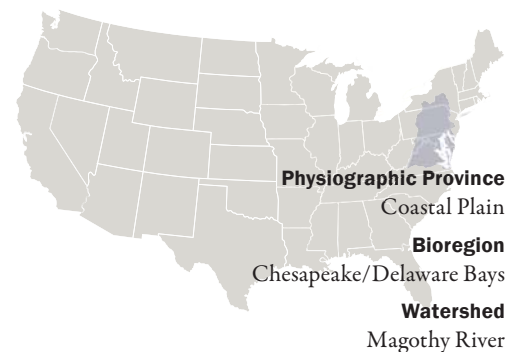 Physiographic Province
Coastal Plain
Bioregion
Chesapeake/Delaware Bays
Watershed
Magothy River